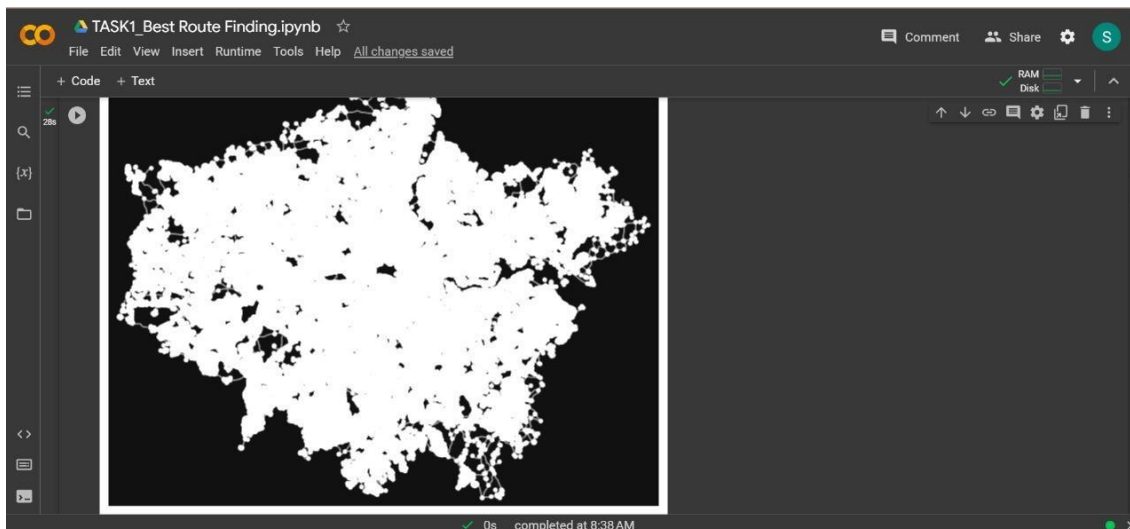 TASK1_Best Route Finding.ipynb
File Edit View Insert Runtime Tools Help All changes saved
Comment Share S
+ Code + Text
RAM
Disk
28s
{x}
0s completed at 8:38 AM